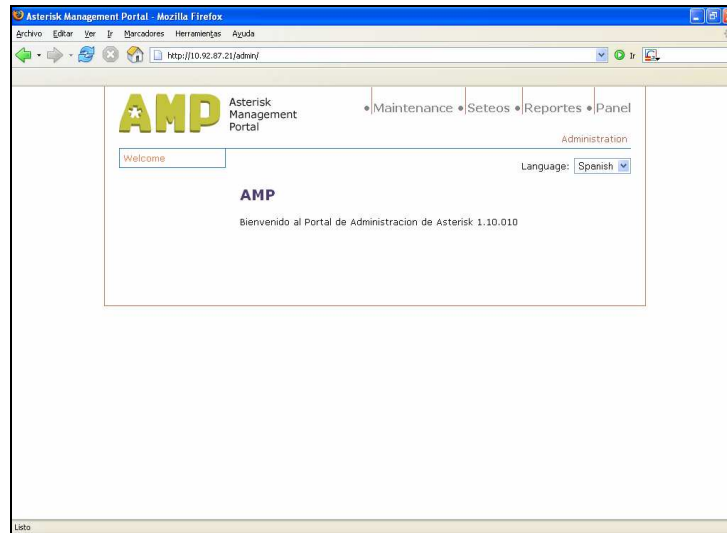 Asterisk Management Portal - Mozilla Firefox
Archivo Editar Ver Ir Marcadores Herramientas Ayuda
http://10.92.87.21/admin/ Ir
AMP Asterisk Management Portal
• Maintenance • Seteos • Reportes • Panel
Administration
Welcome
Language: Spanish
AMP
Bienvenido al Portal de Administracion de Asterisk 1.10.010
Listo